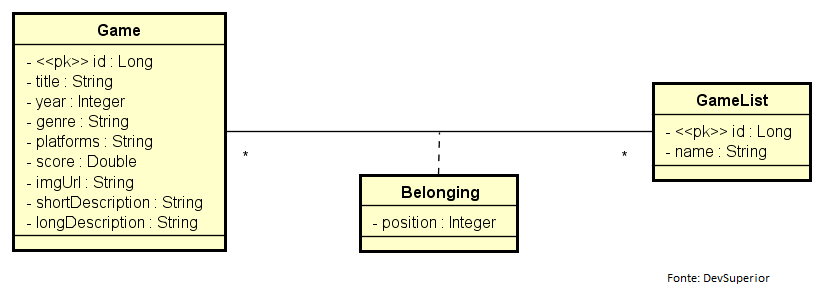 Game
- <<pk>> id : Long
- title : String
- year : Integer
- genre : String
- platforms : String
- score : Double
- imgUrl : String
- shortDescription : String
- longDescription : String
*
*
GameList
- <<pk>> id : Long
- name : String
Belonging
- position : Integer
Fonte: DevSuperior